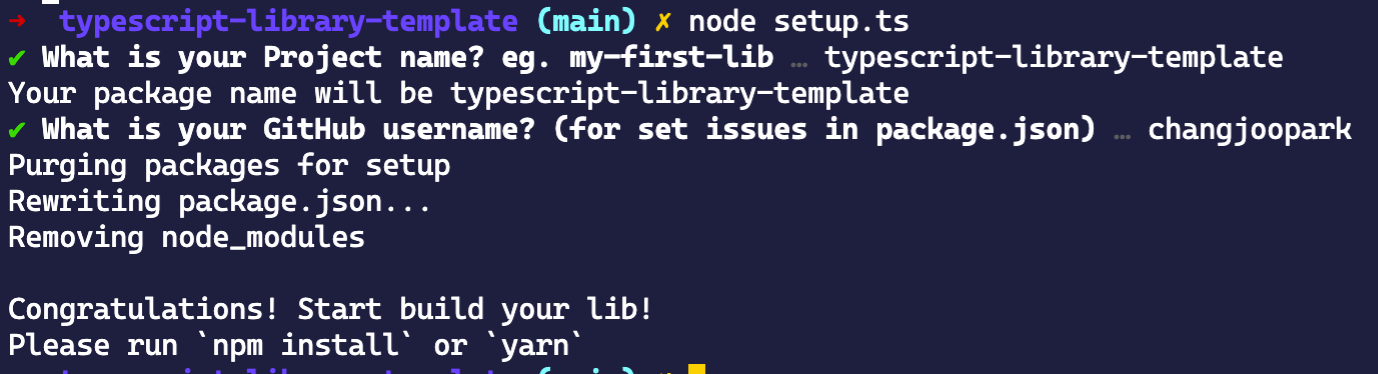 ➜ typescript-library-template (main) ✗ node setup.ts
✔ What is your Project name? eg. my-first-lib … typescript-library-template
Your package name will be typescript-library-template
✔ What is your GitHub username? (for set issues in package.json) … changjoopark
Purging packages for setup
Rewriting package.json...
Removing node_modules
Congratulations! Start build your lib!
Please run `npm install` or `yarn`